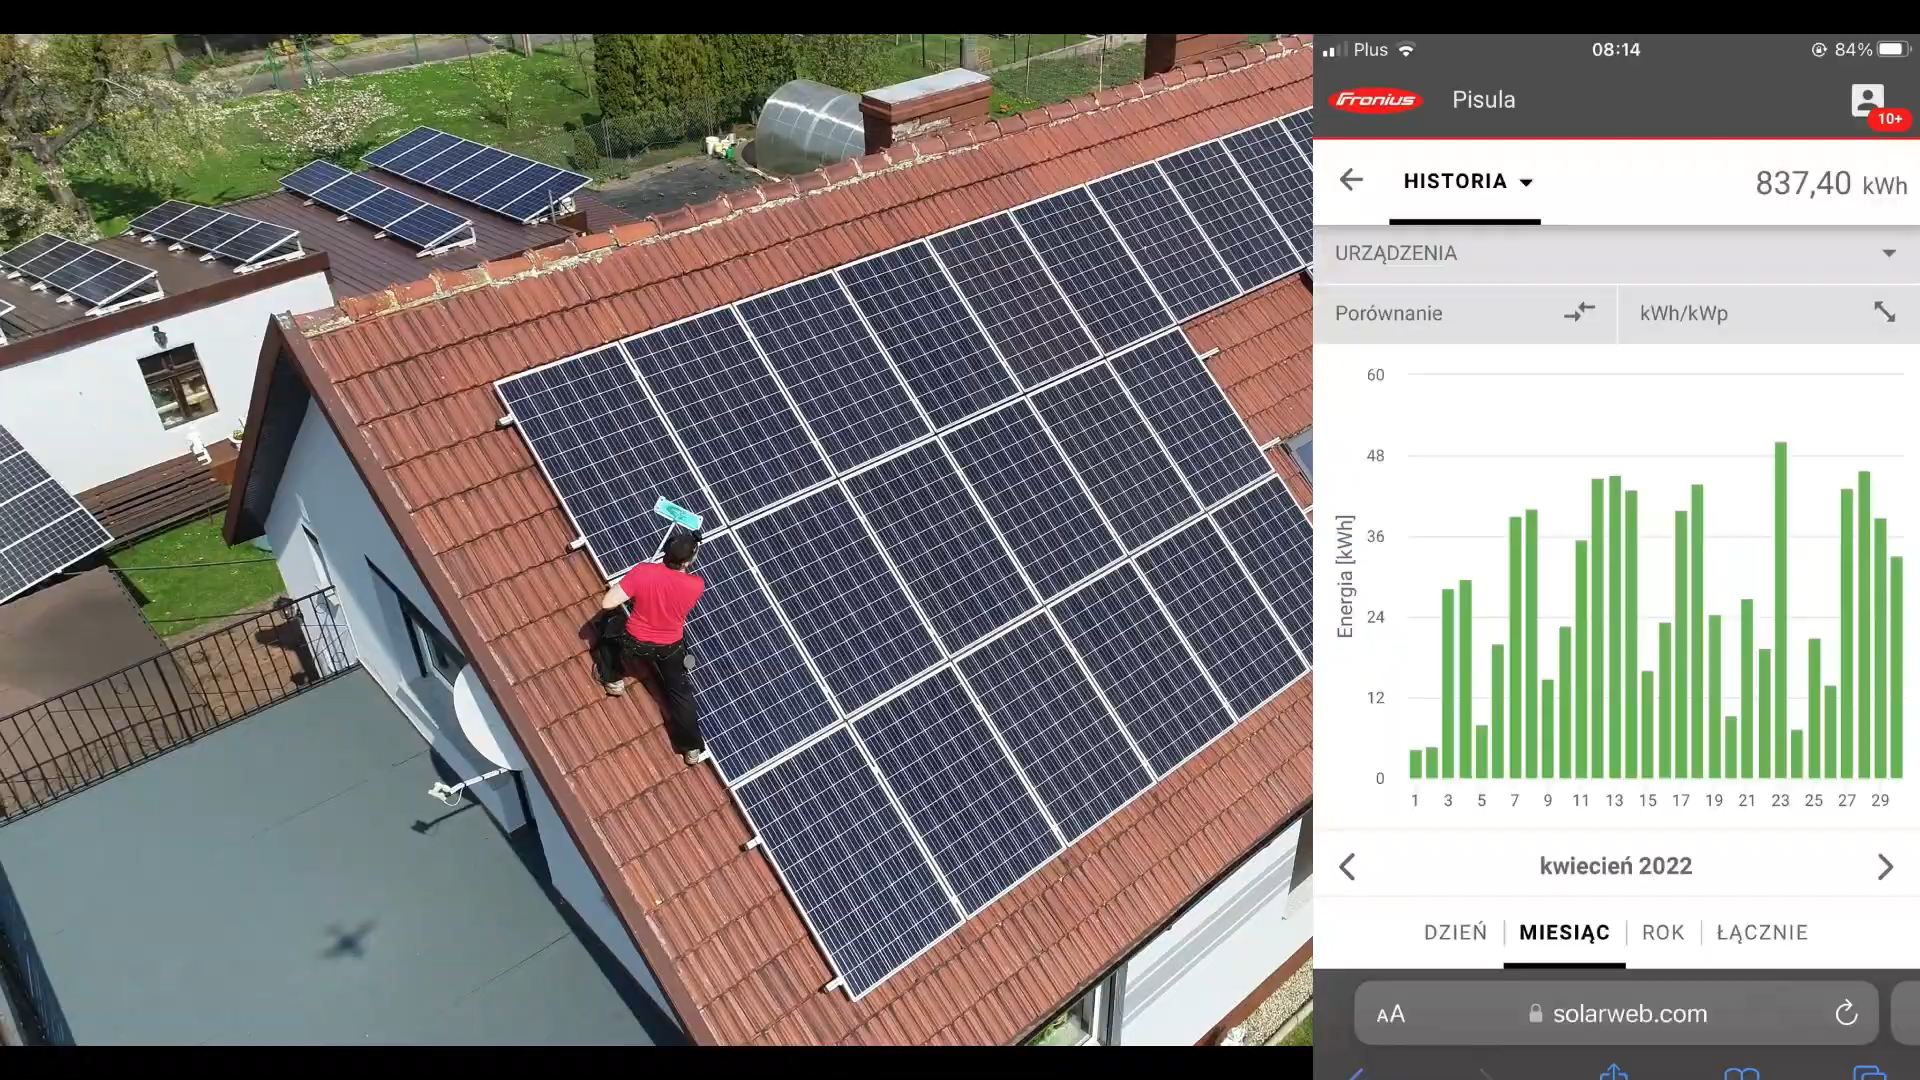 Plus 08:14 84%
Fronius Pisula 10+
HISTORIA 837,40 kWh
URZĄDZENIA
Porównanie kWh/kWp
60
48
36
24
12
0
Energia [kWh]
1 3 5 7 9 11 13 15 17 19 21 23 25 27 29
kwiecień 2022
DZIEŃ MIESIĄC ROK ŁĄCZNIE
AA solarweb.com